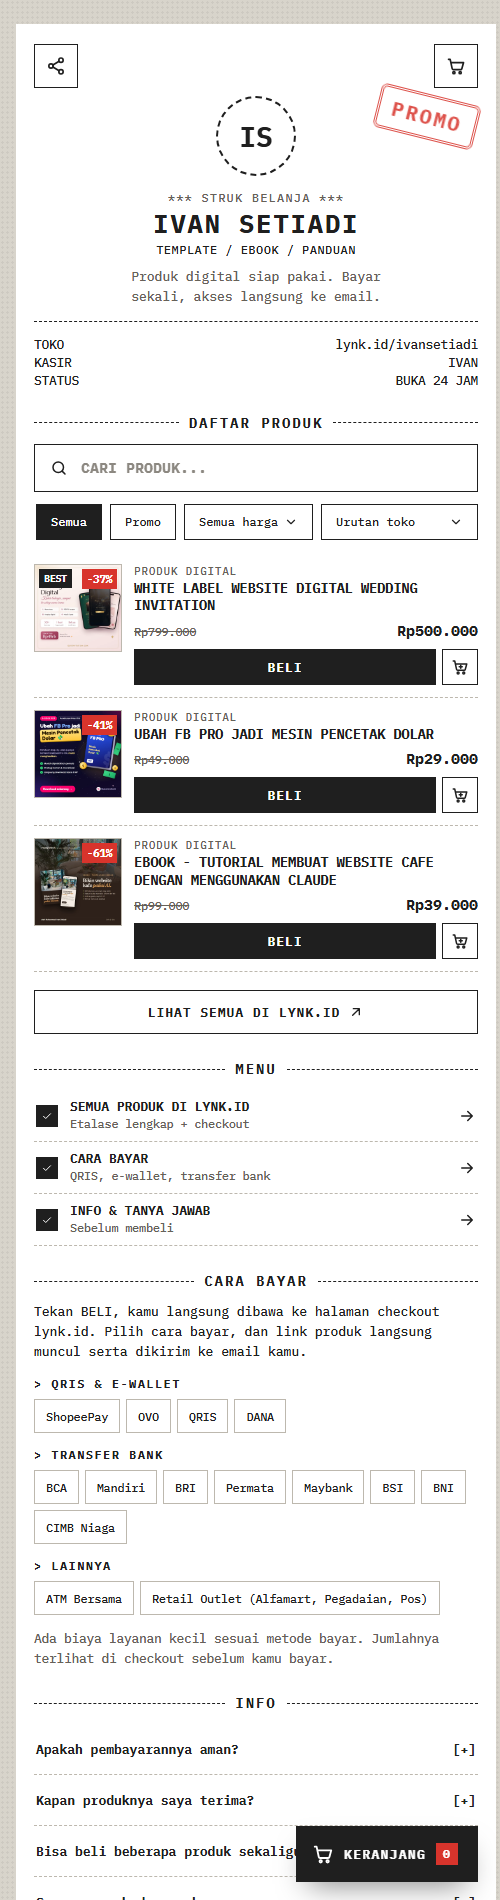 PROMO
IS
*** STRUK BELANJA ***
IVAN SETIADI
TEMPLATE / EBOOK / PANDUAN
Produk digital siap pakai. Bayar
sekali, akses langsung ke email.
TOKO lynk.id/ivansetiadi
KASIR IVAN
STATUS BUKA 24 JAM
DAFTAR PRODUK
CARI PRODUK...
Semua Promo Semua harga Urutan toko
BEST -37%
Digital
PRODUK DIGITAL
WHITE LABEL WEBSITE DIGITAL WEDDING
INVITATION
Rp799.000 Rp500.000
BELI
-41%
Ubah FB Pro jadi
Mesin Pencetak
Dolar
PRODUK DIGITAL
UBAH FB PRO JADI MESIN PENCETAK DOLAR
Rp49.000 Rp29.000
BELI
-61%
PRODUK DIGITAL
EBOOK - TUTORIAL MEMBUAT WEBSITE CAFE
DENGAN MENGGUNAKAN CLAUDE
Rp99.000 Rp39.000
BELI
LIHAT SEMUA DI LYNK.ID
MENU
SEMUA PRODUK DI LYNK.ID
Etalase lengkap + checkout
CARA BAYAR
QRIS, e-wallet, transfer bank
INFO & TANYA JAWAB
Sebelum membeli
CARA BAYAR
Tekan BELI, kamu langsung dibawa ke halaman checkout
lynk.id. Pilih cara bayar, dan link produk langsung
muncul serta dikirim ke email kamu.
> QRIS & E-WALLET
ShopeePay OVO QRIS DANA
> TRANSFER BANK
BCA Mandiri BRI Permata Maybank BSI BNI
CIMB Niaga
> LAINNYA
ATM Bersama Retail Outlet (Alfamart, Pegadaian, Pos)
Ada biaya layanan kecil sesuai metode bayar. Jumlahnya
terlihat di checkout sebelum kamu bayar.
INFO
Apakah pembayarannya aman? [+]
Kapan produknya saya terima? [+]
Bisa beli beberapa produk
KERANJANG 0